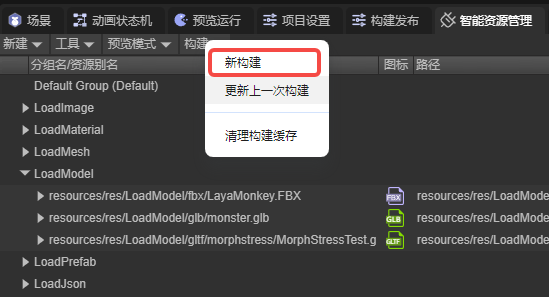 场景 动画状态机 预览运行 项目设置 构建发布 智能资源管理
新建 工具 预览模式 构建
分组名/资源别名 图标 路径
新构建
更新上一次构建
清理构建缓存
Default Group (Default)
LoadImage
LoadMaterial
LoadMesh
LoadModel
resources/res/LoadModel/fbx/LayaMonkey.FBX FBX resources/res/LoadMode
resources/res/LoadModel/glb/monster.glb GLB resources/res/LoadMode
resources/res/LoadModel/gltf/morphstress/MorphStressTest.g GLTF resources/res/LoadMode
LoadPrefab
LoadJson